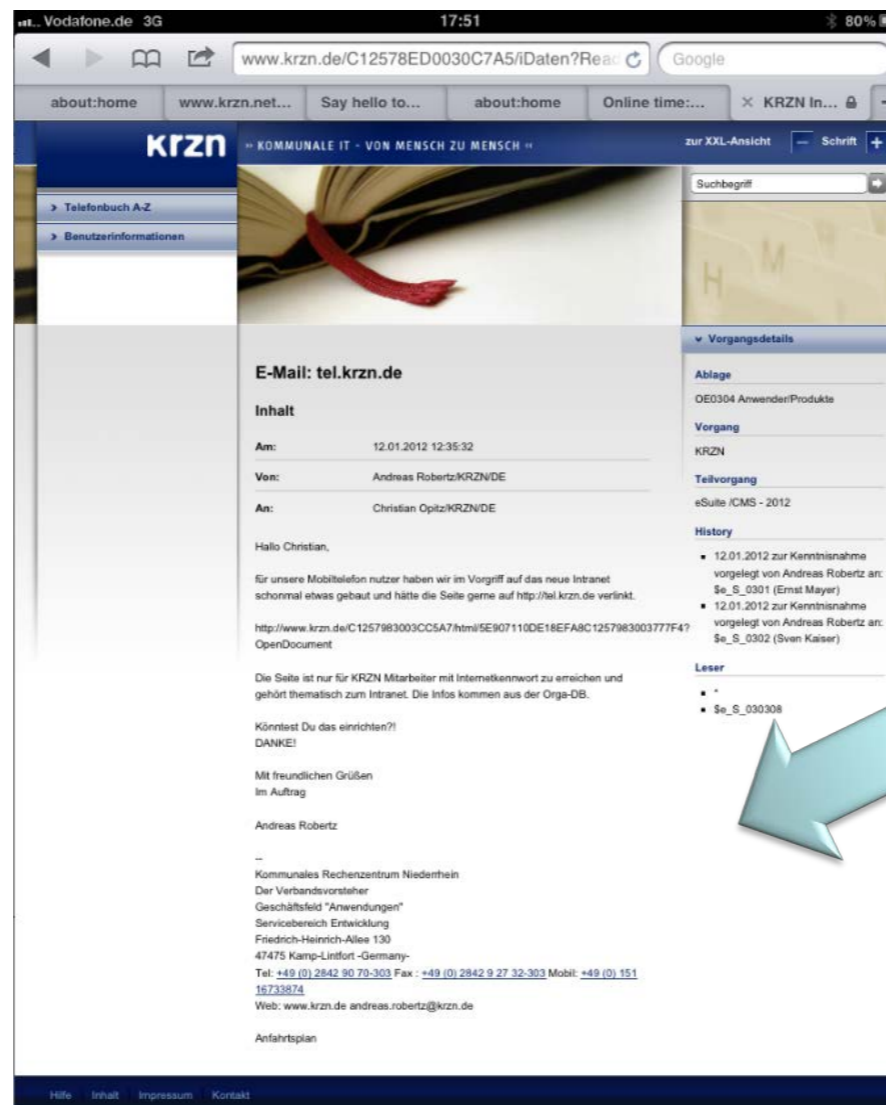 Vodafone.de 3G 17:51 80%
www.krzn.de/C12578ED0030C7A5/iDaten?Read Google
about:home www.krzn.net... Say hello to... about:home Online time:... × KRZN In...
krzn
» KOMMUNALE IT - VON MENSCH ZU MENSCH «
zur XXL-Ansicht — Schrift +
Telefonbuch A-Z
Benutzerinformationen
Suchbegriff
H M
E-Mail: tel.krzn.de
Inhalt
Am: 12.01.2012 12:35:32
Von: Andreas Robertz/KRZN/DE
An: Christian Opitz/KRZN/DE
Hallo Christian,
für unsere Mobiltelefon nutzer haben wir im Vorgriff auf das neue Intranet
schonmal etwas gebaut und hätte die Seite gerne auf http://tel.krzn.de verlinkt.
http://www.krzn.de/C1257983003CC5A7/html/5E907110DE18EFA8C1257983003777F4?
OpenDocument
Die Seite ist nur für KRZN Mitarbeiter mit Internetkennwort zu erreichen und
gehört thematisch zum Intranet. Die Infos kommen aus der Orga-DB.
Könntest Du das einrichten?!
DANKE!
Mit freundlichen Grüßen
Im Auftrag
Andreas Robertz
--
Kommunales Rechenzentrum Niederrhein
Der Verbandsvorsteher
Geschäftsfeld "Anwendungen"
Servicebereich Entwicklung
Friedrich-Heinrich-Allee 130
47475 Kamp-Lintfort -Germany-
Tel: +49 (0) 2842 90 70-303 Fax : +49 (0) 2842 9 27 32-303 Mobil: +49 (0) 151
16733874
Web: www.krzn.de andreas.robertz@krzn.de
Anfahrtsplan
Vorgangsdetails
Ablage
OE0304 Anwender/Produkte
Vorgang
KRZN
Teilvorgang
eSuite /CMS - 2012
History
12.01.2012 zur Kenntnisnahme
vorgelegt von Andreas Robertz an:
$e_S_0301 (Ernst Mayer)
12.01.2012 zur Kenntnisnahme
vorgelegt von Andreas Robertz an:
$e_S_0302 (Sven Kaiser)
Leser
*
$e_S_030308
Hilfe Inhalt Impressum Kontakt